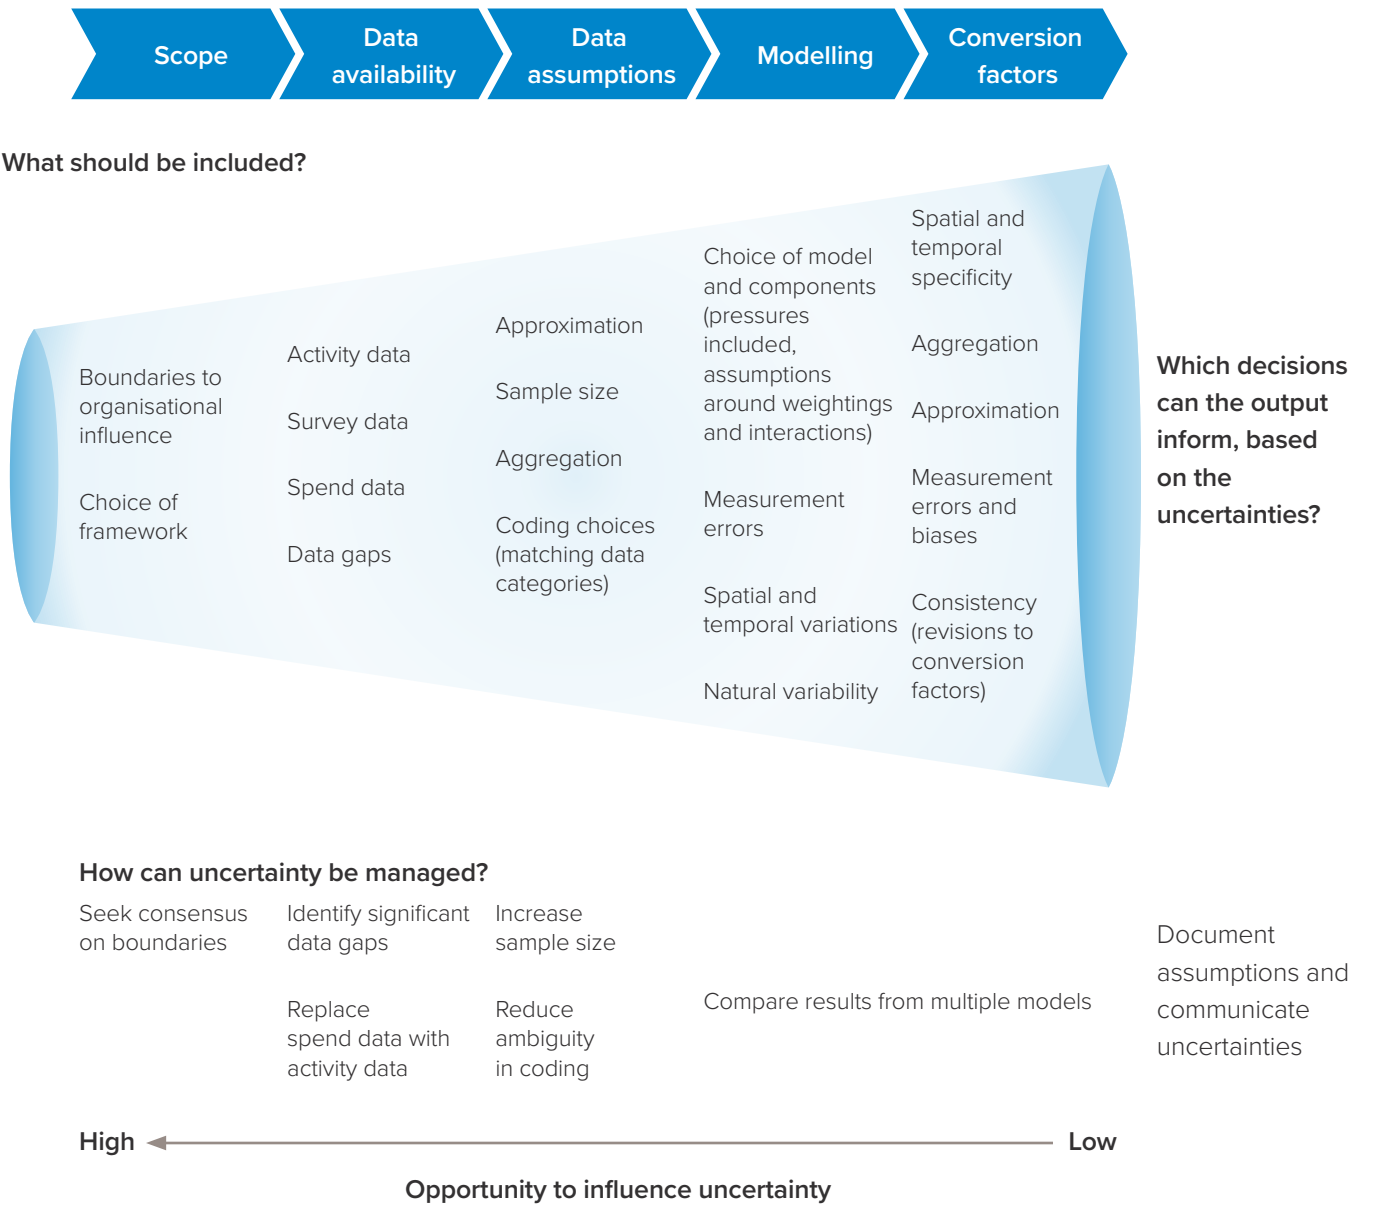 Scope
Data
availability
Data
assumptions
Modelling
Conversion
factors
What should be included?
Boundaries to
organisational
influence
Choice of
framework
Activity data
Survey data
Spend data
Data gaps
Approximation
Sample size
Aggregation
Coding choices
(matching data
categories)
Choice of model
and components
(pressures
included,
assumptions
around weightings
and interactions)
Measurement
errors
Spatial and
temporal variations
Natural variability
Spatial and
temporal
specificity
Aggregation
Approximation
Measurement
errors and
biases
Consistency
(revisions to
conversion
factors)
Which decisions
can the output
inform, based
on the
uncertainties?
How can uncertainty be managed?
Seek consensus
on boundaries
Identify significant
data gaps
Replace
spend data with
activity data
Increase
sample size
Reduce
ambiguity
in coding
Compare results from multiple models
Document
assumptions and
communicate
uncertainties
High
Low
Opportunity to influence uncertainty